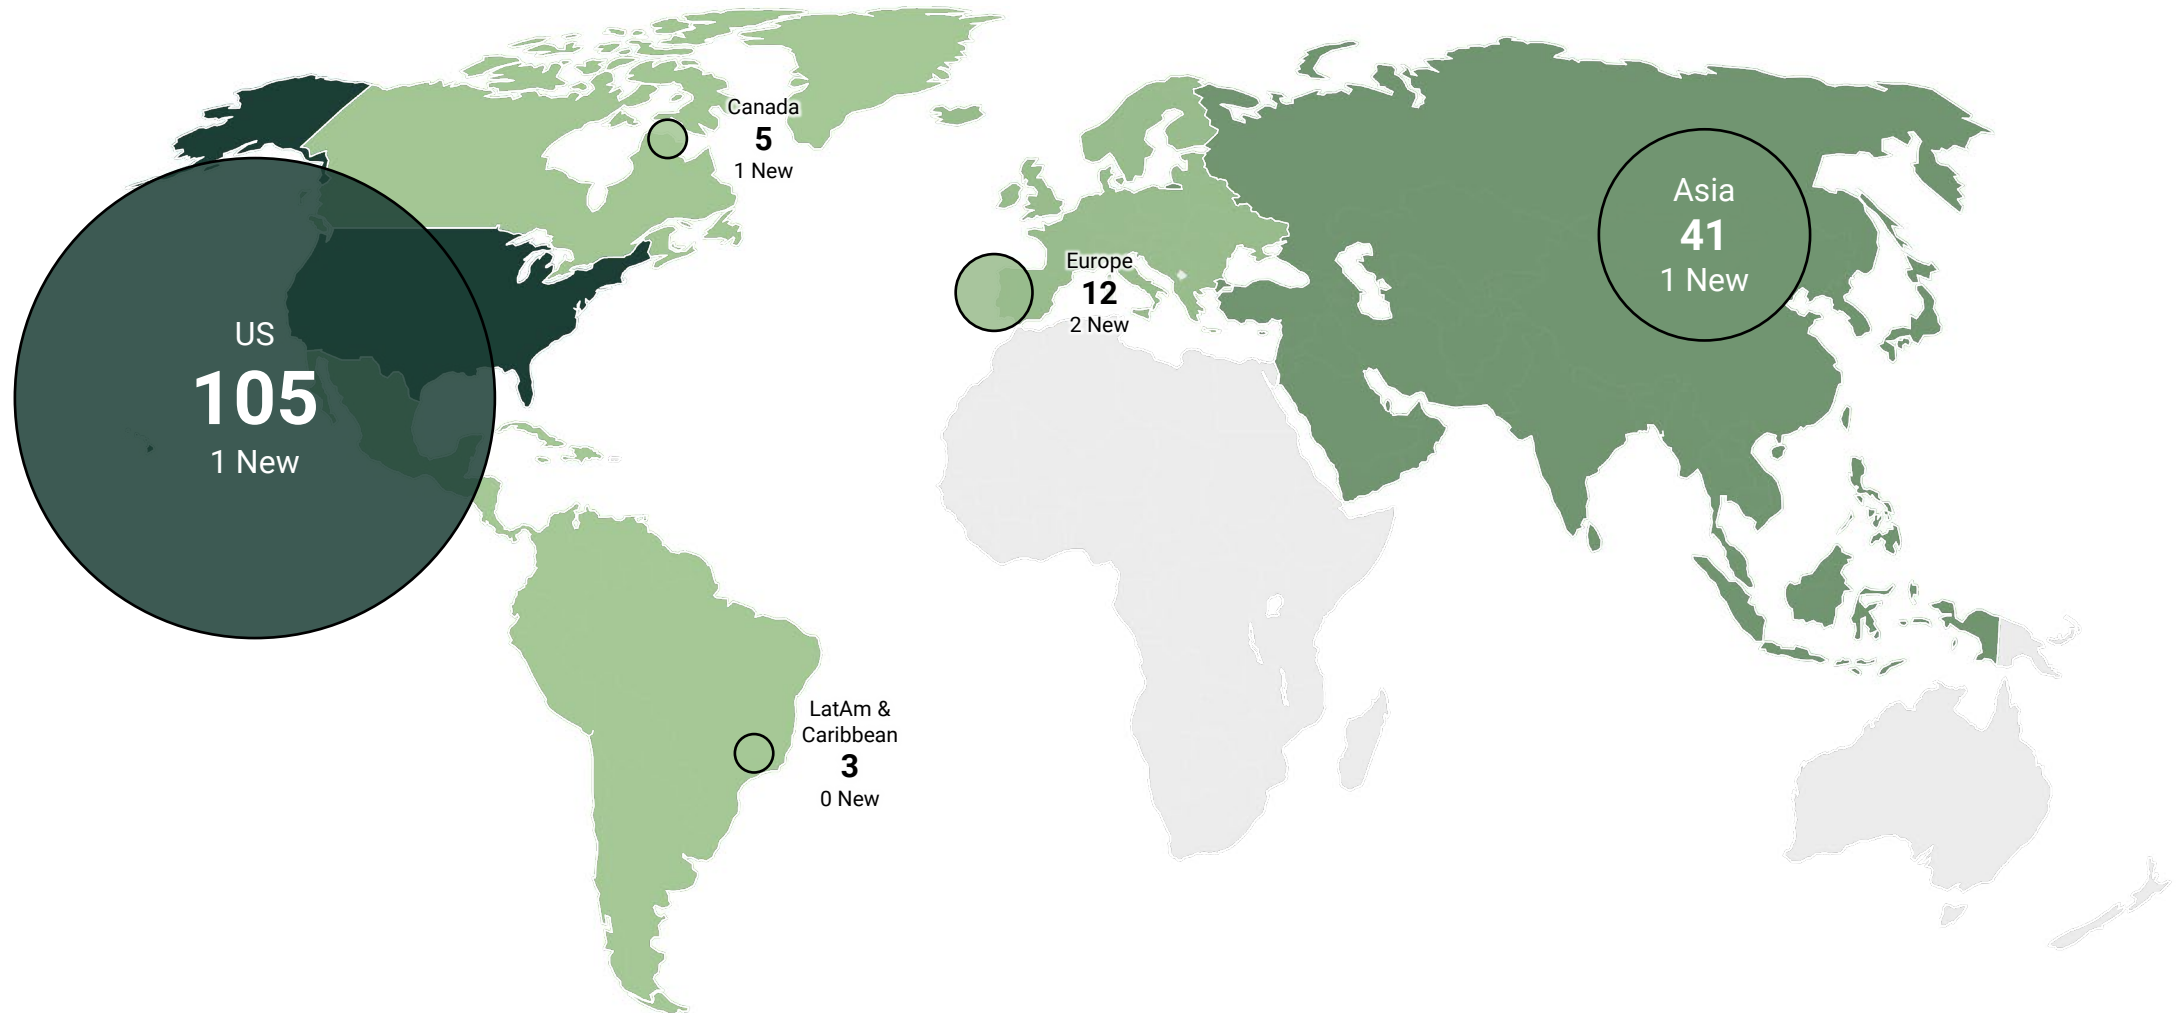 Canada
5
1 New
US
105
1 New
Europe
12
2 New
Asia
41
1 New
LatAm &
Caribbean
3
0 New